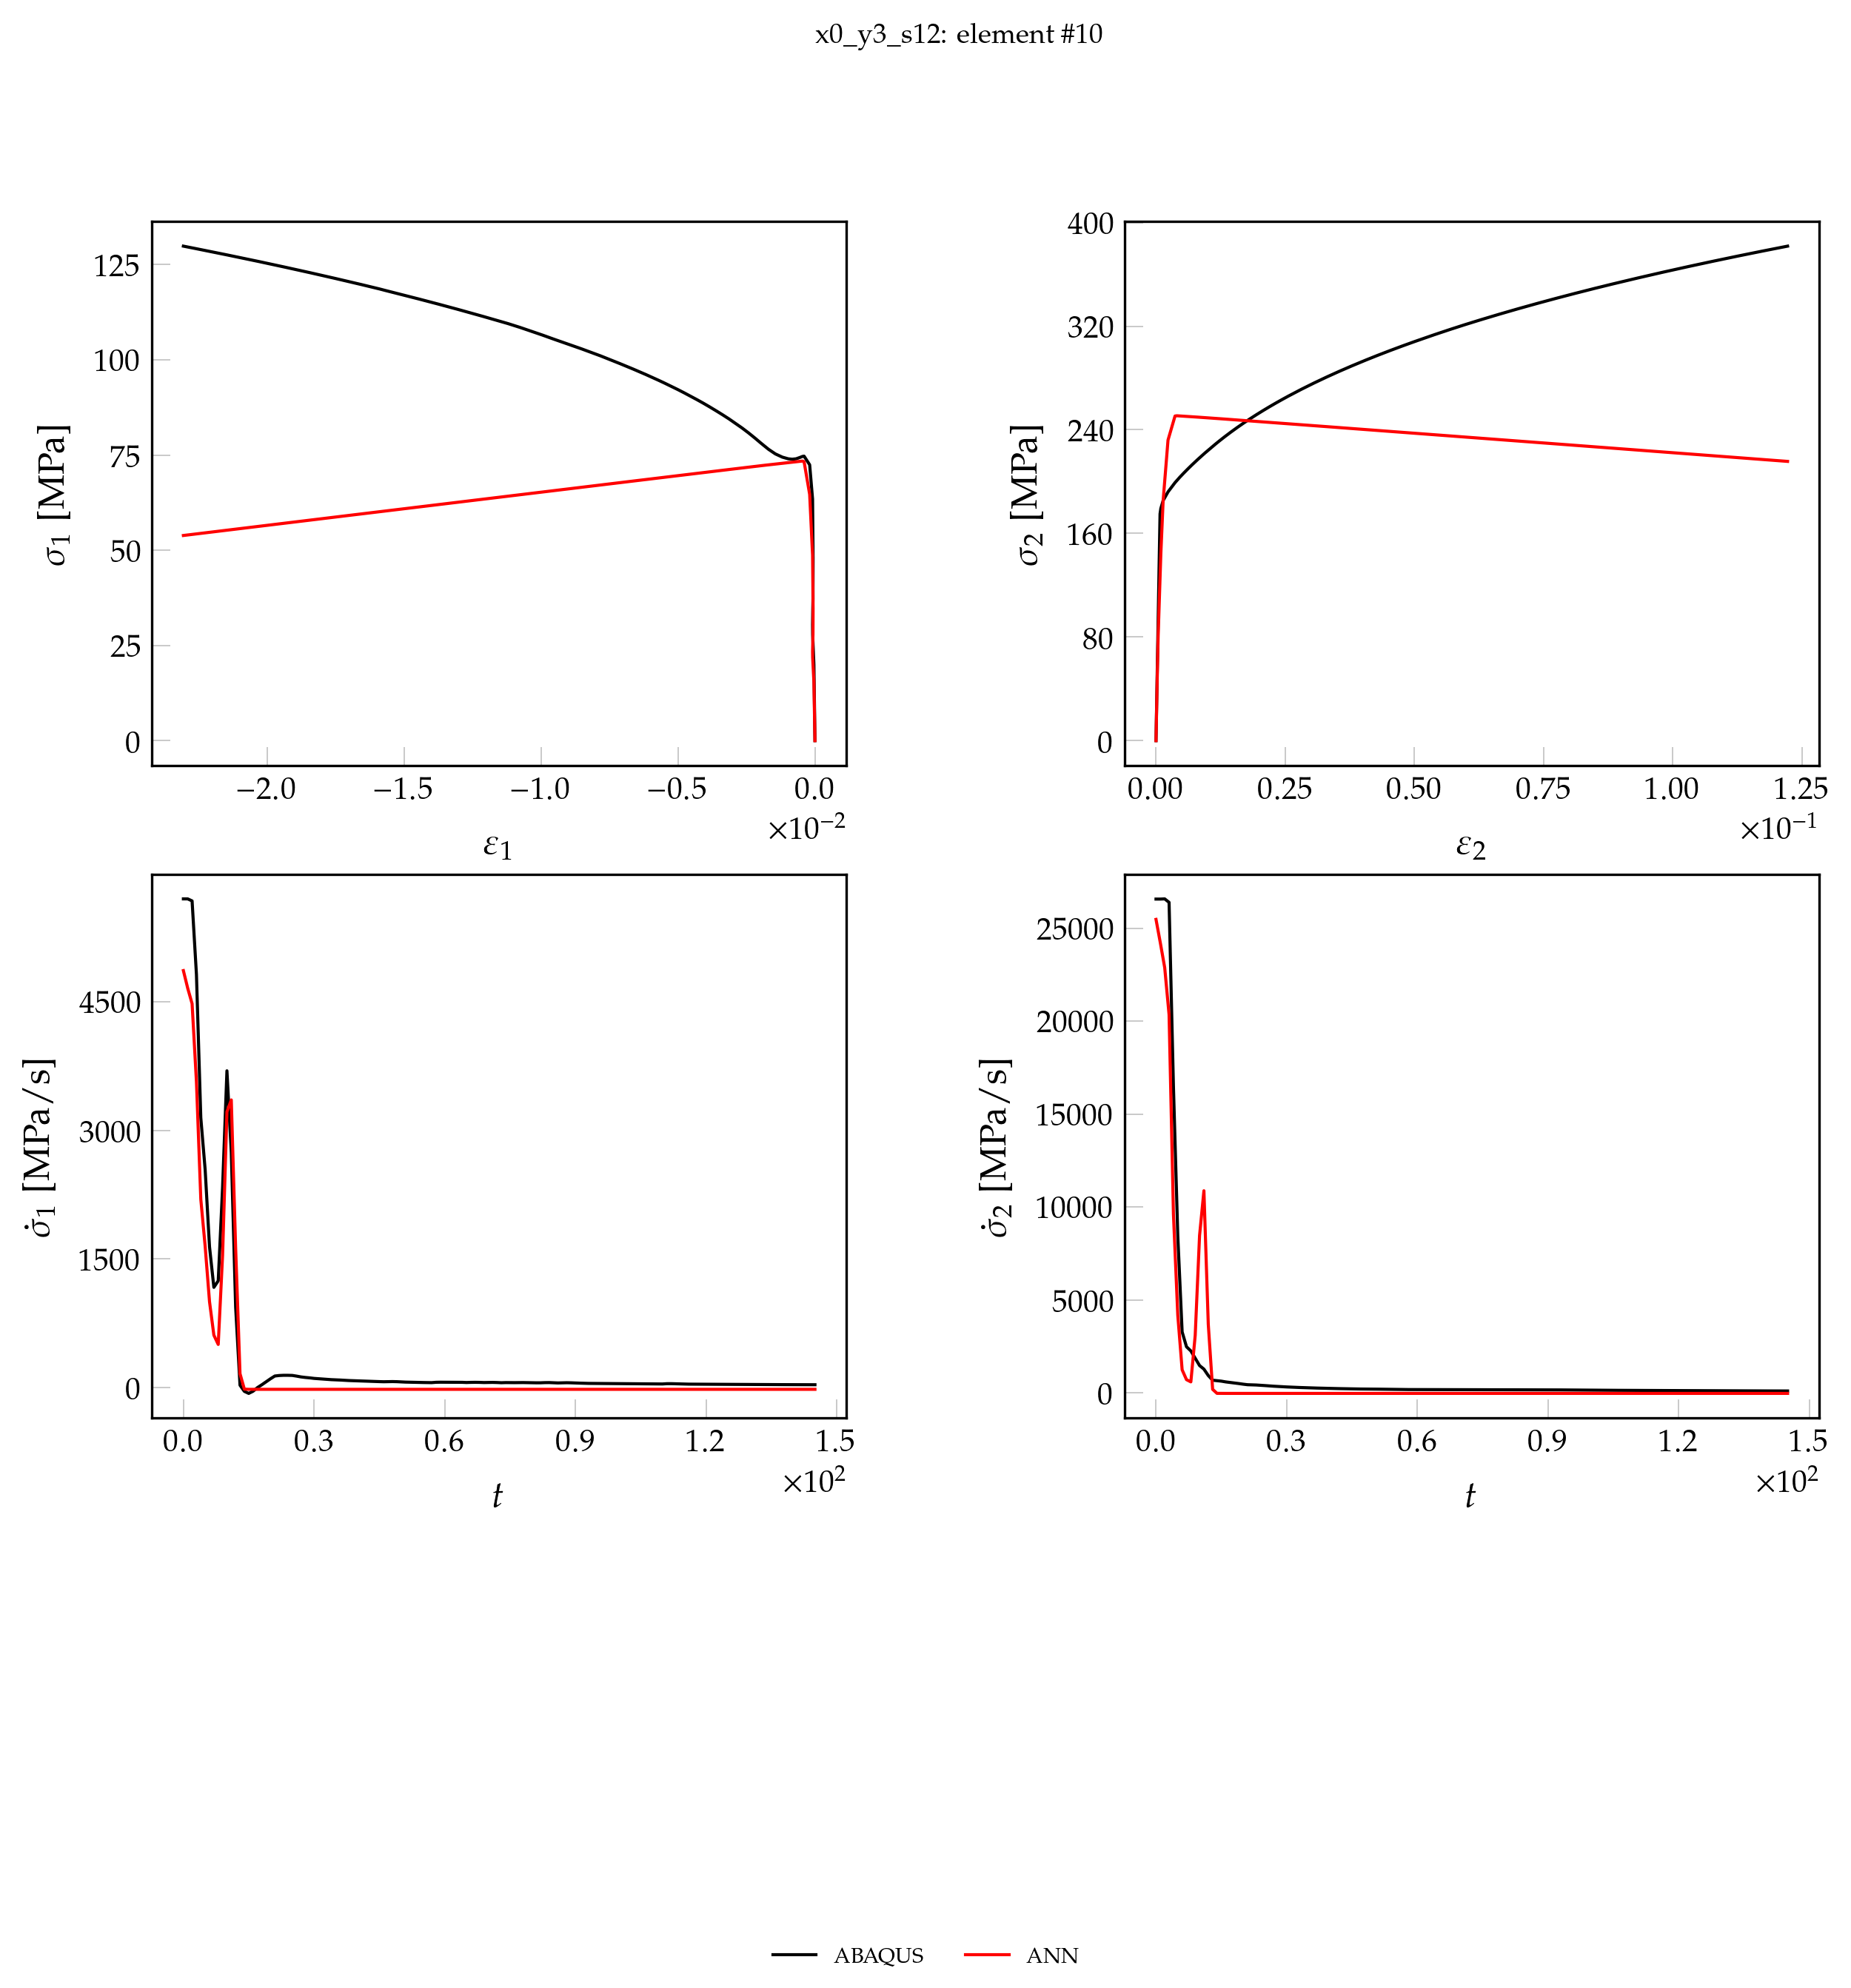 x0_y3_s12: element #10
125
100
75
50
25
0
σ₁ [MPa]
−2.0 −1.5 −1.0 −0.5 0.0
×10⁻²
ε₁
400
320
240
160
80
0
σ₂ [MPa]
0.00 0.25 0.50 0.75 1.00 1.25
×10⁻¹
ε₂
4500
3000
1500
0
σ̇₁ [MPa/s]
0.0 0.3 0.6 0.9 1.2 1.5
×10²
t
25000
20000
15000
10000
5000
0
σ̇₂ [MPa/s]
0.0 0.3 0.6 0.9 1.2 1.5
×10²
t
ABAQUS ANN